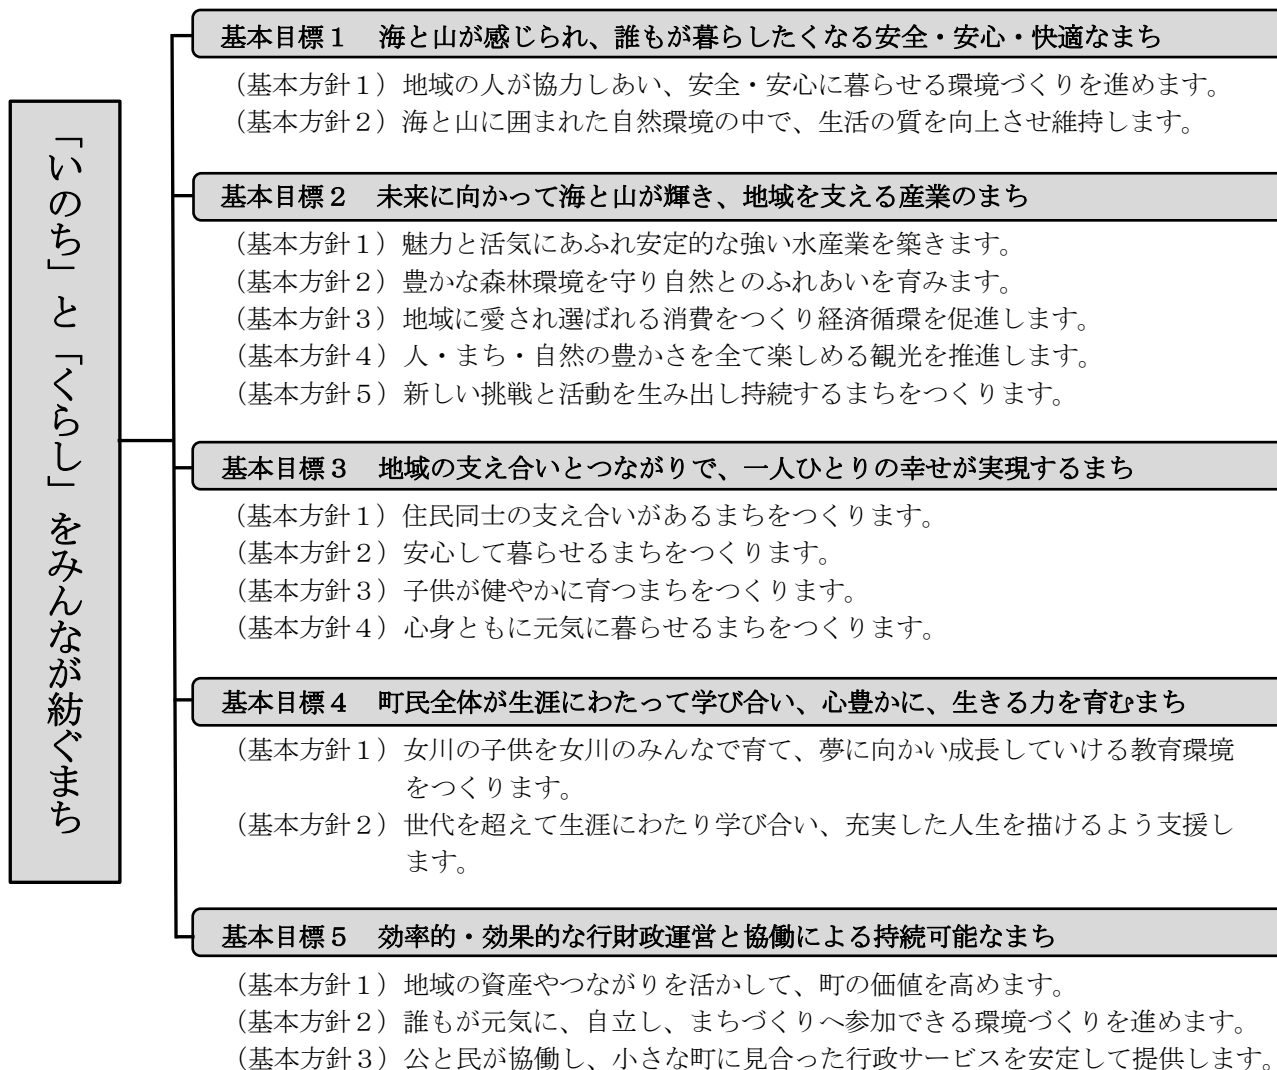 「いのち」と「くらし」をみんなが紡ぐまち
基本目標１　海と山が感じられ、誰もが暮らしたくなる安全・安心・快適なまち
（基本方針１）地域の人が協力しあい、安全・安心に暮らせる環境づくりを進めます。
（基本方針２）海と山に囲まれた自然環境の中で、生活の質を向上させ維持します。
基本目標２　未来に向かって海と山が輝き、地域を支える産業のまち
（基本方針１）魅力と活気にあふれ安定的な強い水産業を築きます。
（基本方針２）豊かな森林環境を守り自然とのふれあいを育みます。
（基本方針３）地域に愛され選ばれる消費をつくり経済循環を促進します。
（基本方針４）人・まち・自然の豊かさを全て楽しめる観光を推進します。
（基本方針５）新しい挑戦と活動を生み出し持続するまちをつくります。
基本目標３　地域の支え合いとつながりで、一人ひとりの幸せが実現するまち
（基本方針１）住民同士の支え合いがあるまちをつくります。
（基本方針２）安心して暮らせるまちをつくります。
（基本方針３）子供が健やかに育つまちをつくります。
（基本方針４）心身ともに元気に暮らせるまちをつくります。
基本目標４　町民全体が生涯にわたって学び合い、心豊かに、生きる力を育むまち
（基本方針１）女川の子供を女川のみんなで育て、夢に向かい成長していける教育環境
をつくります。
（基本方針２）世代を超えて生涯にわたり学び合い、充実した人生を描けるよう支援し
ます。
基本目標５　効率的・効果的な行財政運営と協働による持続可能なまち
（基本方針１）地域の資産やつながりを活かして、町の価値を高めます。
（基本方針２）誰もが元気に、自立し、まちづくりへ参加できる環境づくりを進めます。
（基本方針３）公と民が協働し、小さな町に見合った行政サービスを安定して提供します。